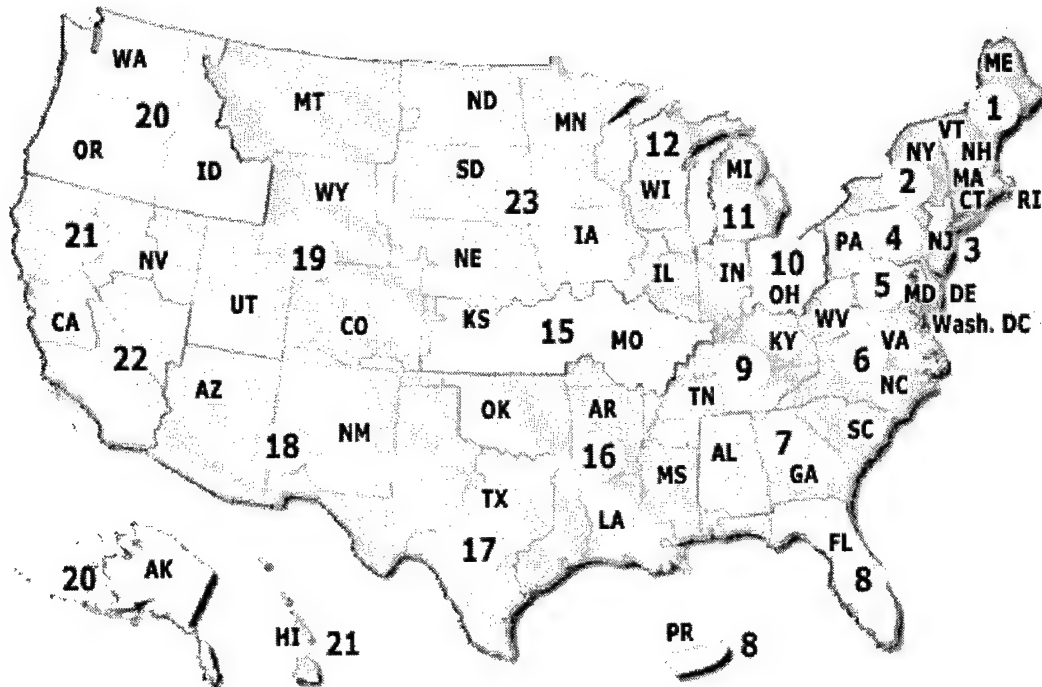 WA
ME
MT
ND
MN
1
20
VT
12
OR
NY
NH
ID
SD
MI
WI
MA
2
WY
CT
RI
23
11
21
IA
PA
4
NJ
3
NV
19
NE
IL
IN
10
5
MD
DE
OH
UT
KS
WV
Wash. DC
CA
CO
15
MO
KY
VA
22
9
6
AZ
NC
TN
OK
AR
NM
SC
18
7
16
AL
MS
GA
TX
LA
17
FL
AK
20
8
HI
21
PR
8